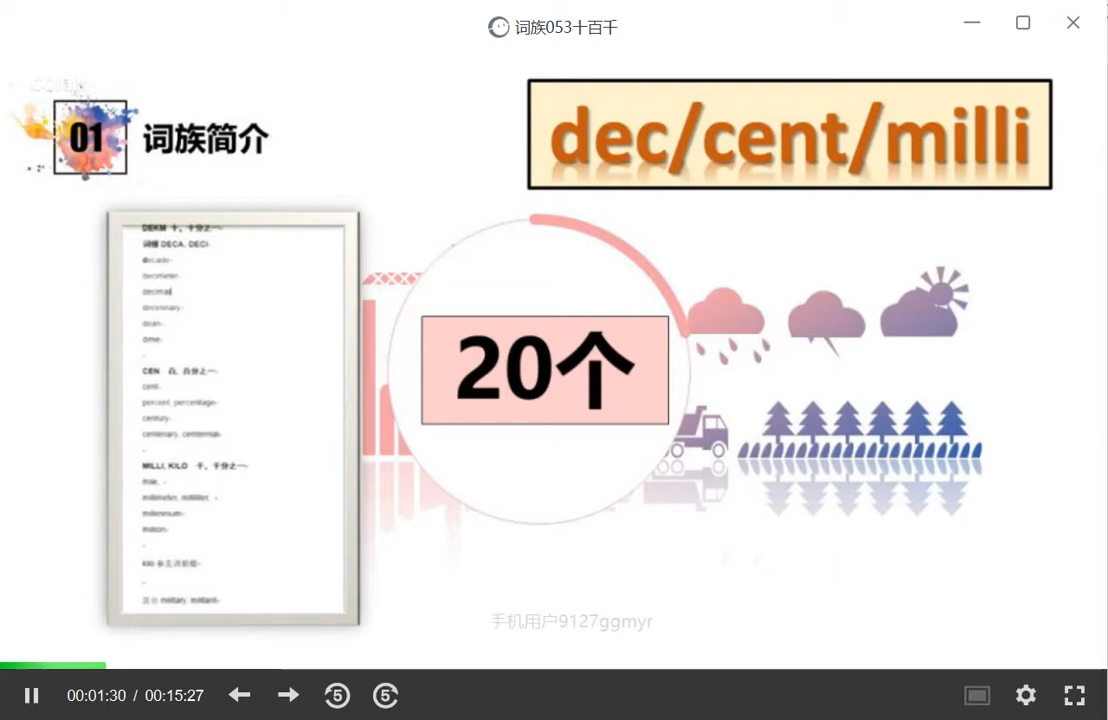 词族053十百千
01 词族简介
dec/cent/milli
DEKM 十，十分之一
词根 DECA, DECI
decade
decimeter
decimal
decennary
dean
dime
20个
CEN 百，百分之一
cent
percent, percentage
century
centenary, centennial
MILLI, KILO 千，千分之一
mile,
millimeter, milliliter,
millennium
million
区分 military, militant
手机用户9127ggmyr
00:01:30 / 00:15:27
5 5